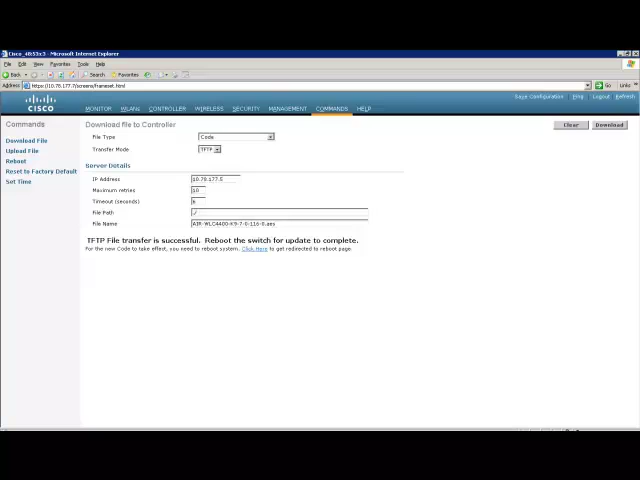 Cisco_48:53:c3 - Microsoft Internet Explorer
File Edit View Favorites Tools Help
Back Search Favorites
Address https://10.78.177.7/screens/frameset.html Go Links
Save Configuration Ping Logout Refresh
CISCO MONITOR WLANs CONTROLLER WIRELESS SECURITY MANAGEMENT COMMANDS HELP
Commands
Download File
Upload File
Reboot
Reset to Factory Default
Set Time
Download file to Controller
Clear Download
File Type Code
Transfer Mode TFTP
Server Details
IP Address 10.78.177.5
Maximum retries 10
Timeout (seconds) 6
File Path ./
File Name AIR-WLC4400-K9-7-0-116-0.aes
TFTP File transfer is successful. Reboot the switch for update to complete.
For the new Code to take effect, you need to reboot system. Click Here to get redirected to reboot page.